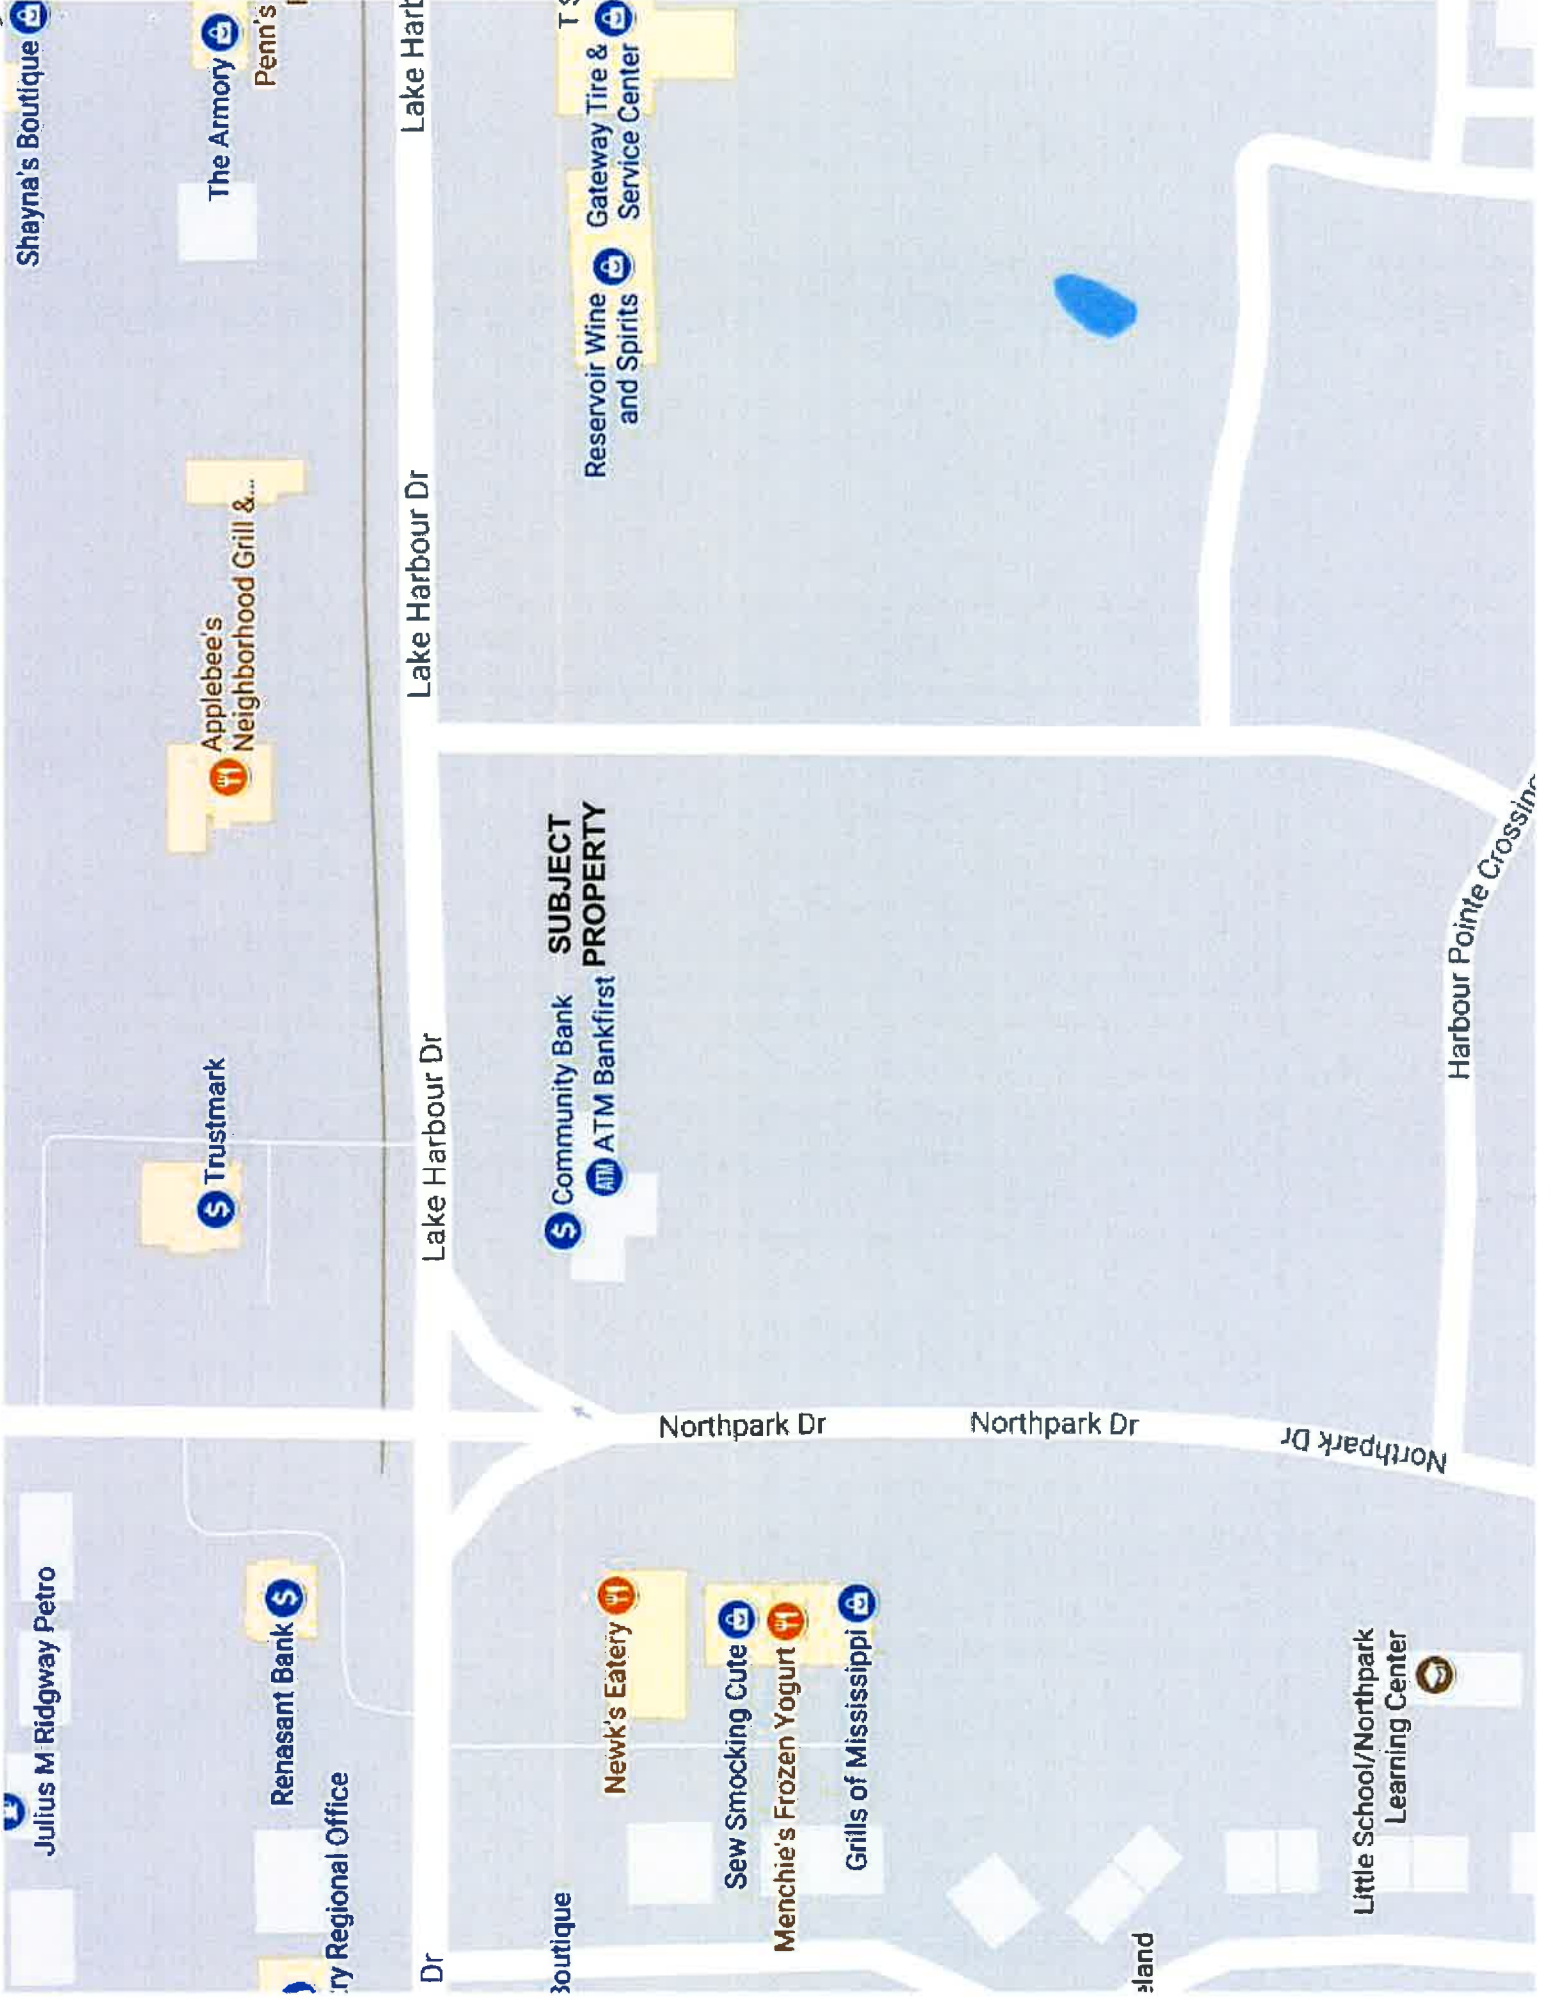 Julius M Ridgway Petro
Shayna's Boutique
Trustmark
Applebee's
Neighborhood Grill &...
The Armory
Penn's
Renasant Bank
ry Regional Office
Dr
Lake Harbour Dr
Lake Harbour Dr
Lake Harb
Boutique
Newk's Eatery
$ Community Bank
ATM ATM Bankfirst
SUBJECT
PROPERTY
Reservoir Wine
and Spirits
Gateway Tire &
Service Center
T S
Sew Smocking Cute
Menchie's Frozen Yogurt
Grills of Mississippi
Northpark Dr
Northpark Dr
Northpark Dr
eland
Little School/Northpark
Learning Center
Harbour Pointe Crossing